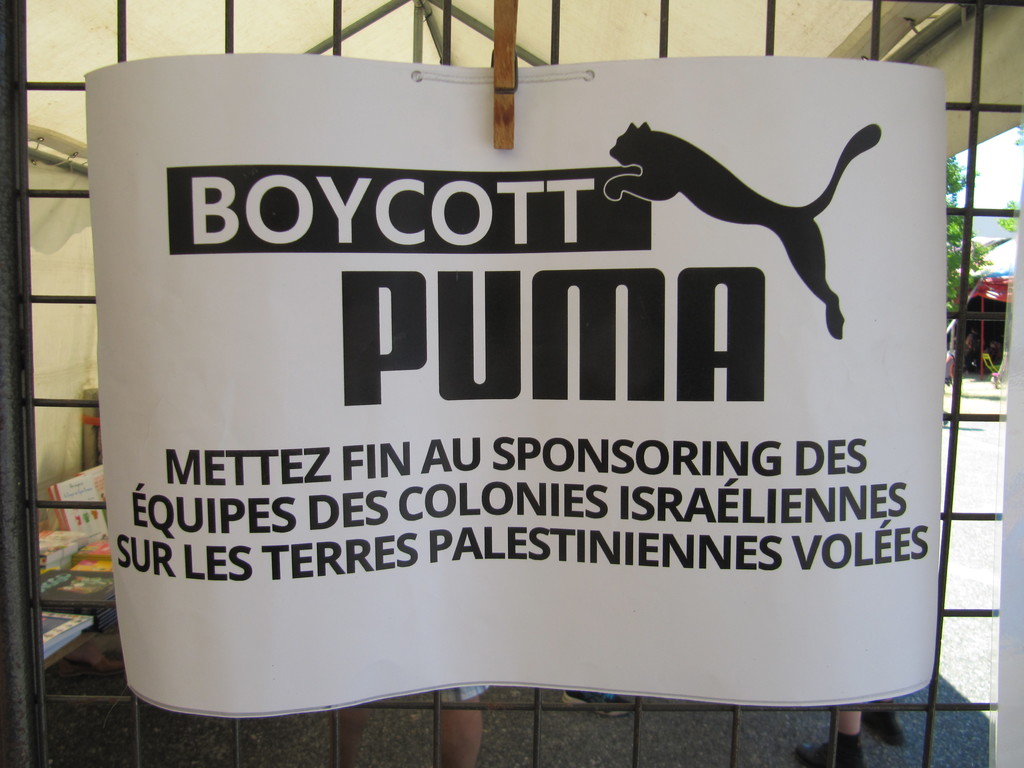 BOYCOTT
PUMA
METTEZ FIN AU SPONSORING DES
ÉQUIPES DES COLONIES ISRAÉLIENNES
SUR LES TERRES PALESTINIENNES VOLÉES